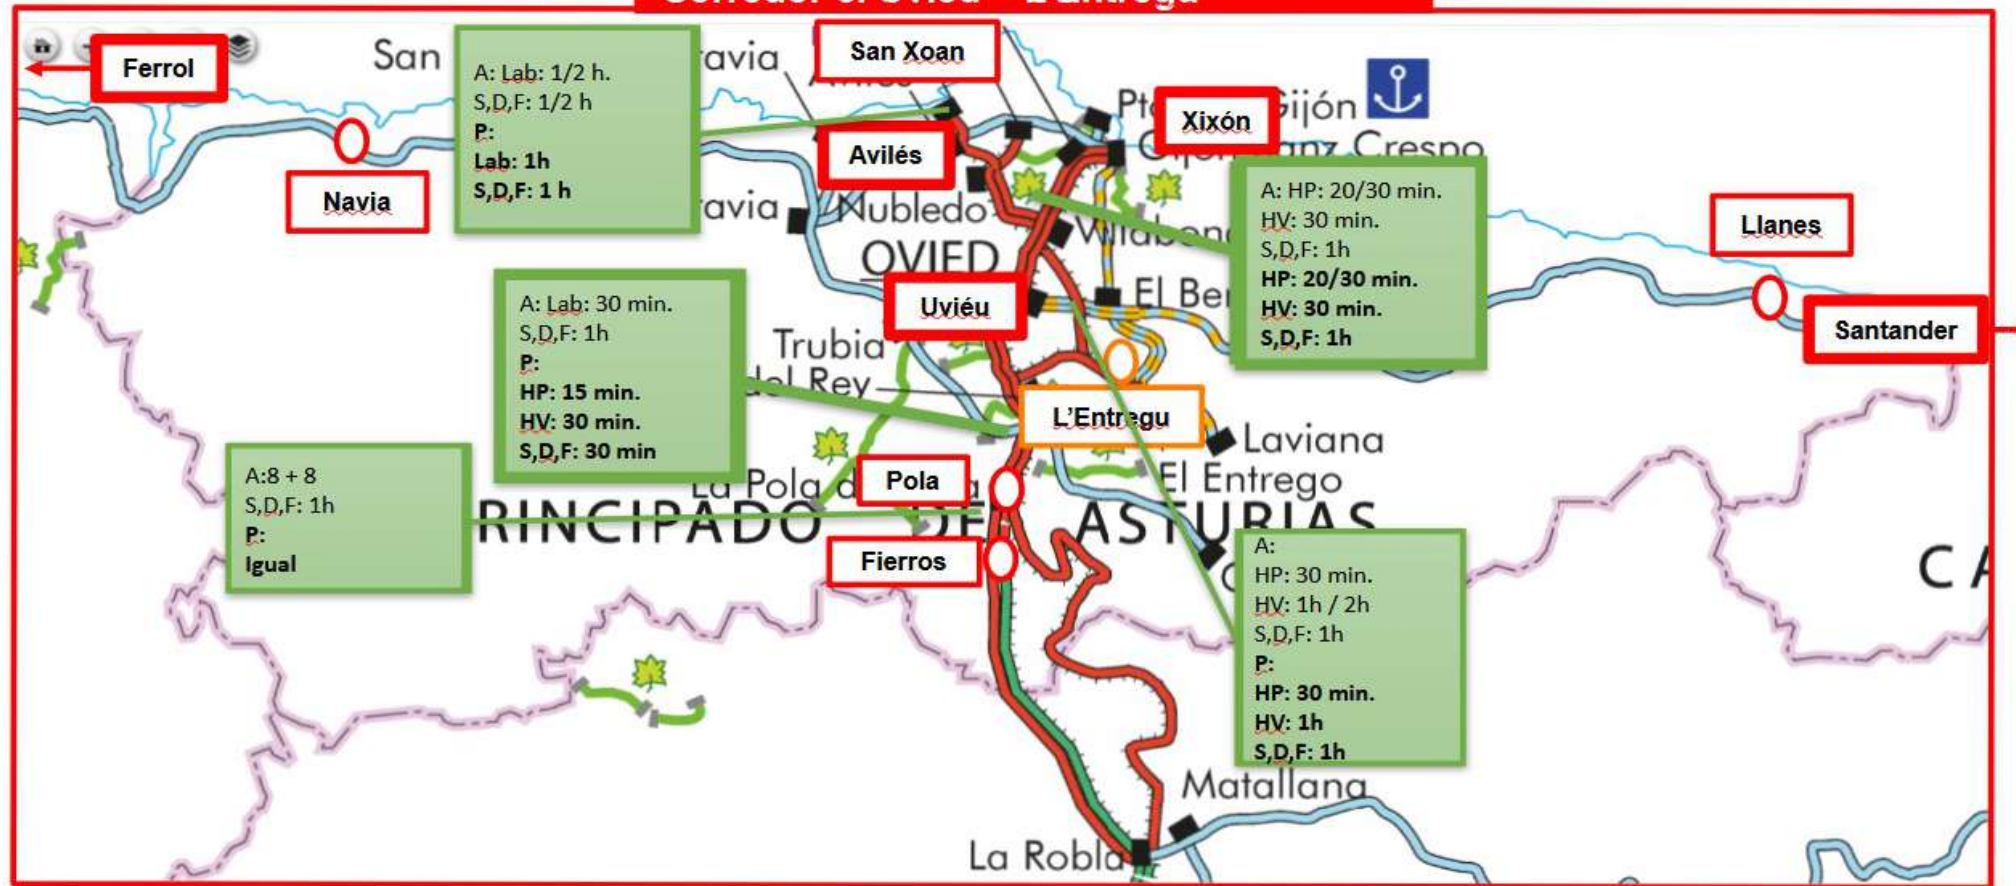 Ferrol
San
ravia
San Xoan
A: Lab: 1/2 h.
S,D,F: 1/2 h
P:
Lab: 1h
S,D,F: 1 h
Xixón
Gijón
Avilés
Navia
ravia
Nubledo
OVIED
A: HP: 20/30 min.
HV: 30 min.
S,D,F: 1h
HP: 20/30 min.
HV: 30 min.
S,D,F: 1h
Llanes
Santander
Uviéu
El Ber
A: Lab: 30 min.
S,D,F: 1h
P:
HP: 15 min.
HV: 30 min.
S,D,F: 30 min
Trubia
del Rey
L'Entregu
Laviana
El Entrego
A:8 + 8
S,D,F: 1h
P:
Igual
La Pola d
Pola
RINCIPADO DE ASTURIAS
Fierros
A:
HP: 30 min.
HV: 1h / 2h
S,D,F: 1h
P:
HP: 30 min.
HV: 1h
S,D,F: 1h
CA
Matallana
La Robla